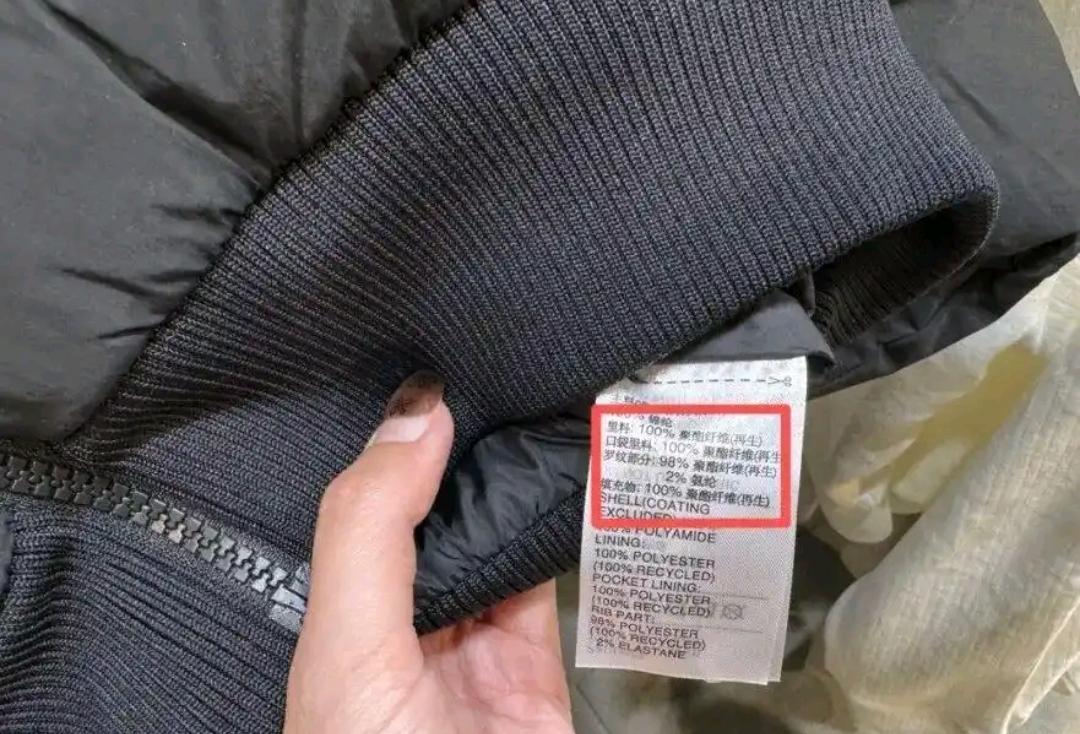 100% 锦纶
里料: 100% 聚酯纤维(再生)
口袋里料: 100% 聚酯纤维(再生
罗纹部分: 98% 聚酯纤维(再生)
2% 氨纶
填充物: 100% 聚酯纤维(再生)
SHELL(COATING
EXCLUDED)
100% POLYAMIDE
LINING:
100% POLYESTER
(100% RECYCLED)
POCKET LINING:
100% POLYESTER
(100% RECYCLED)
RIB PART:
98% POLYESTER
(100% RECYCLED)
2% ELASTANE